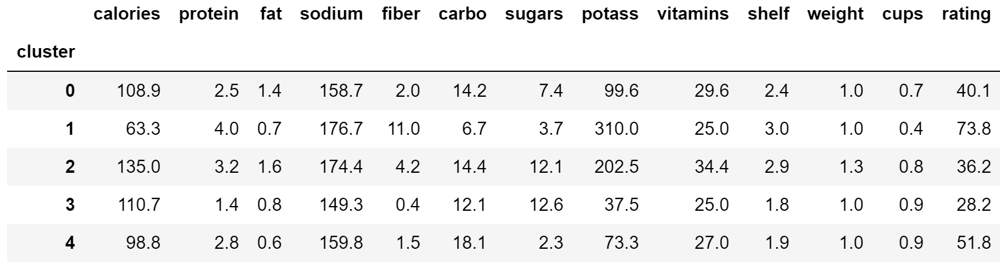 calories protein fat sodium fiber carbo sugars potass vitamins shelf weight cups rating
cluster
0 108.9 2.5 1.4 158.7 2.0 14.2 7.4 99.6 29.6 2.4 1.0 0.7 40.1
1 63.3 4.0 0.7 176.7 11.0 6.7 3.7 310.0 25.0 3.0 1.0 0.4 73.8
2 135.0 3.2 1.6 174.4 4.2 14.4 12.1 202.5 34.4 2.9 1.3 0.8 36.2
3 110.7 1.4 0.8 149.3 0.4 12.1 12.6 37.5 25.0 1.8 1.0 0.9 28.2
4 98.8 2.8 0.6 159.8 1.5 18.1 2.3 73.3 27.0 1.9 1.0 0.9 51.8